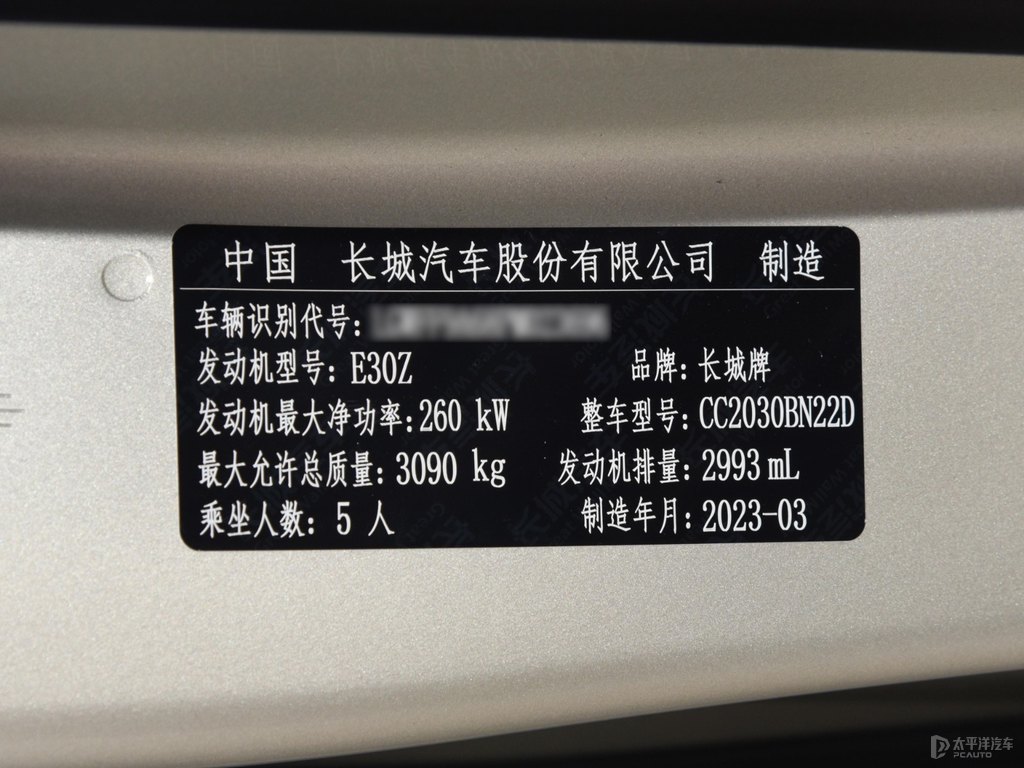 中国 长城汽车股份有限公司 制造
车辆识别代号:
发动机型号: E30Z 品牌: 长城牌
发动机最大净功率: 260 kW 整车型号: CC2030BN22D
最大允许总质量: 3090 kg 发动机排量: 2993 mL
乘坐人数: 5 人 制造年月: 2023-03
太平洋汽车
PCAUTO